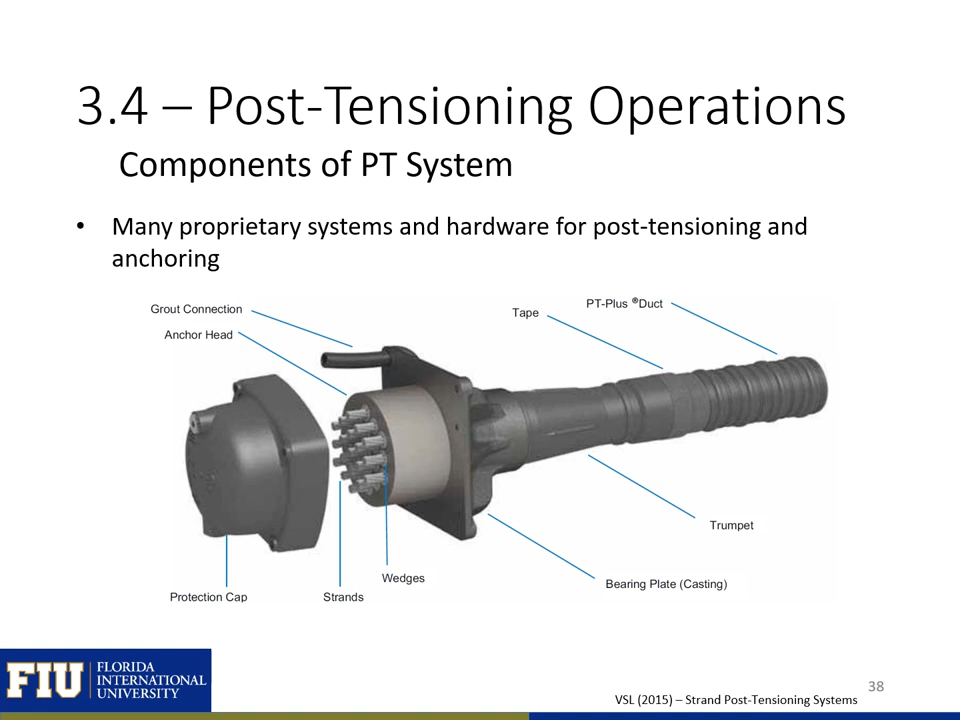 3.4 – Post-Tensioning Operations
Components of PT System
• Many proprietary systems and hardware for post-tensioning and
anchoring
Grout Connection
Anchor Head
Tape
PT-Plus ®Duct
Trumpet
Bearing Plate (Casting)
Wedges
Protection Cap
Strands
FIU
FLORIDA
INTERNATIONAL
UNIVERSITY
38
VSL (2015) – Strand Post-Tensioning Systems